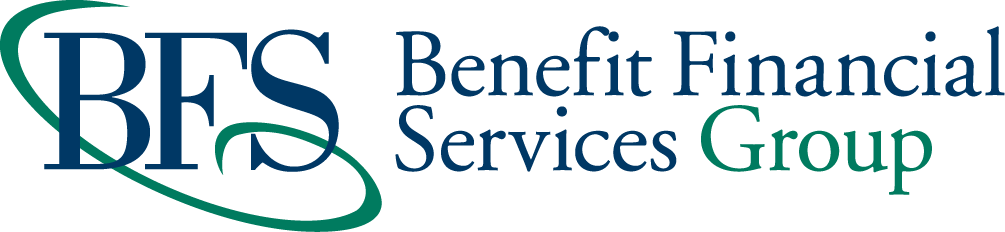 BFS
Benefit Financial
Services Group